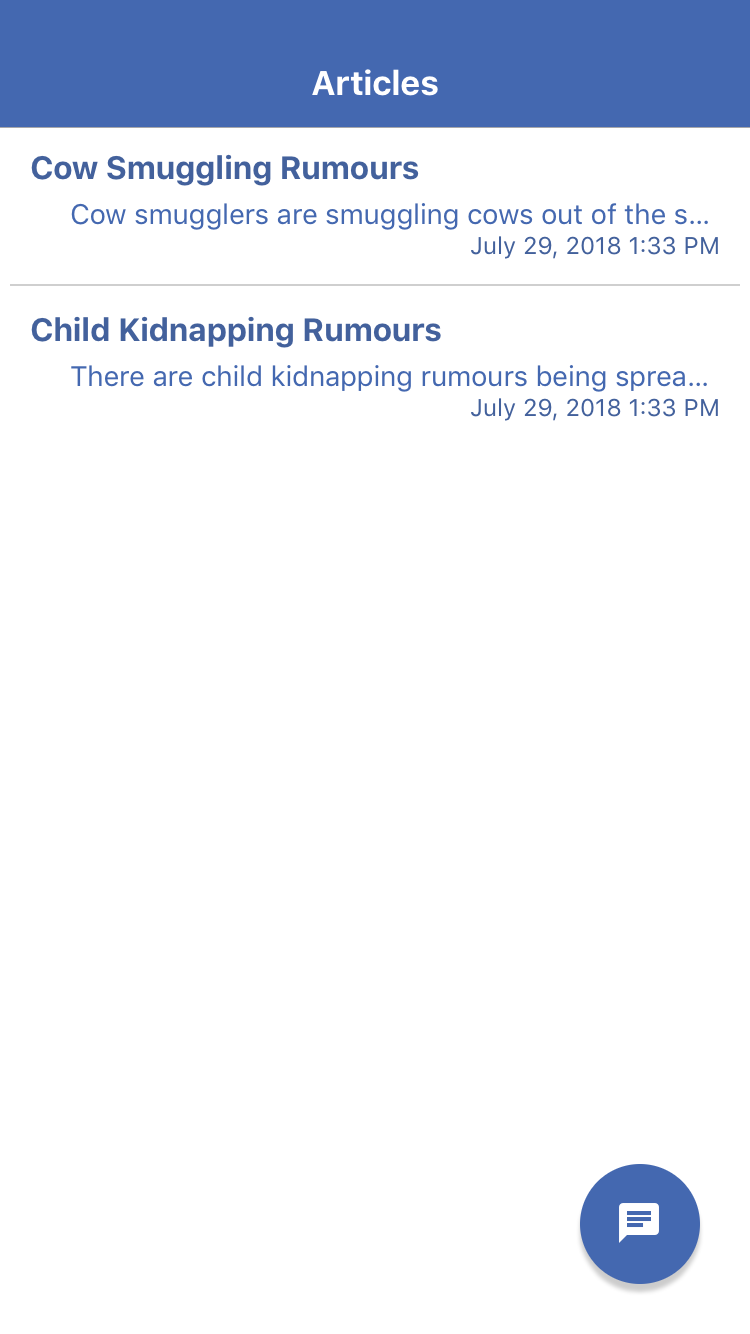 Articles
Cow Smuggling Rumours
Cow smugglers are smuggling cows out of the s...
July 29, 2018 1:33 PM
Child Kidnapping Rumours
There are child kidnapping rumours being sprea...
July 29, 2018 1:33 PM